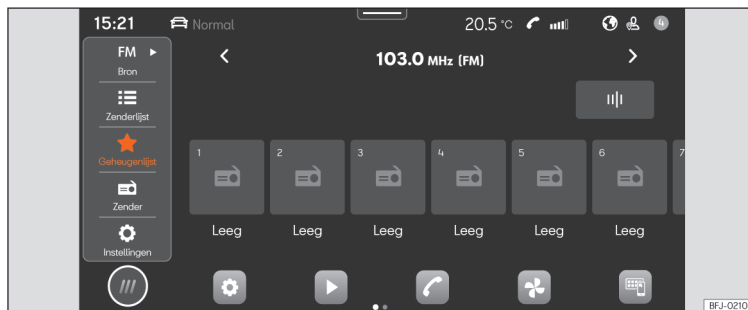 15:21 Normal 20.5 °C 4
FM
Bron
103.0 MHz (FM)
Zenderlijst
Geheugenlijst
Zender
Instellingen
1 2 3 4 5 6 7
Leeg Leeg Leeg Leeg Leeg Leeg
BFJ-0210